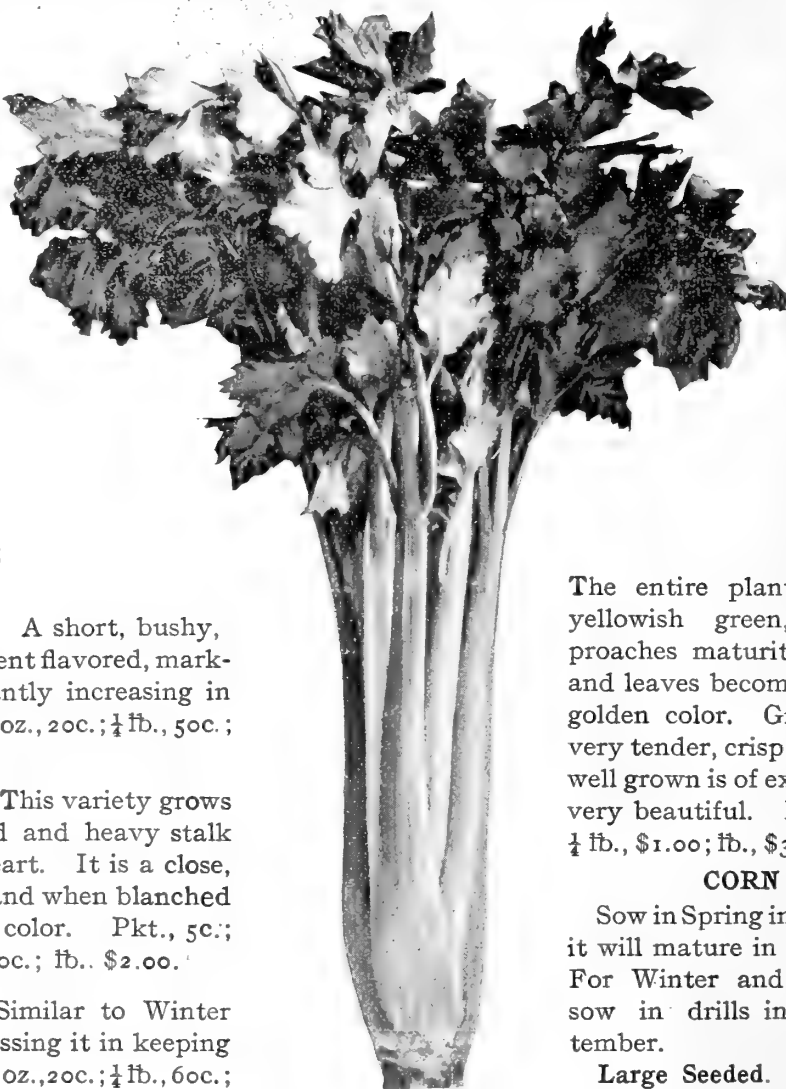 A short, bushy,
ent flavored, mark-
ntly increasing in
oz., 20c.; ¼ lb., 50c.;
This variety grows
d and heavy stalk
art. It is a close,
and when blanched
color. Pkt., 5c.;
oc.; lb.. $2.00.
Similar to Winter
ssing it in keeping
oz., 20c.; ¼ lb., 60c.;
The entire plan
yellowish green,
proaches maturit
and leaves becom
golden color. G
very tender, crisp
well grown is of ex
very beautiful.
¼ lb., $1.00; lb., $3
CORN
Sow in Spring in
it will mature in
For Winter and
sow in drills in
tember.
Large Seeded.